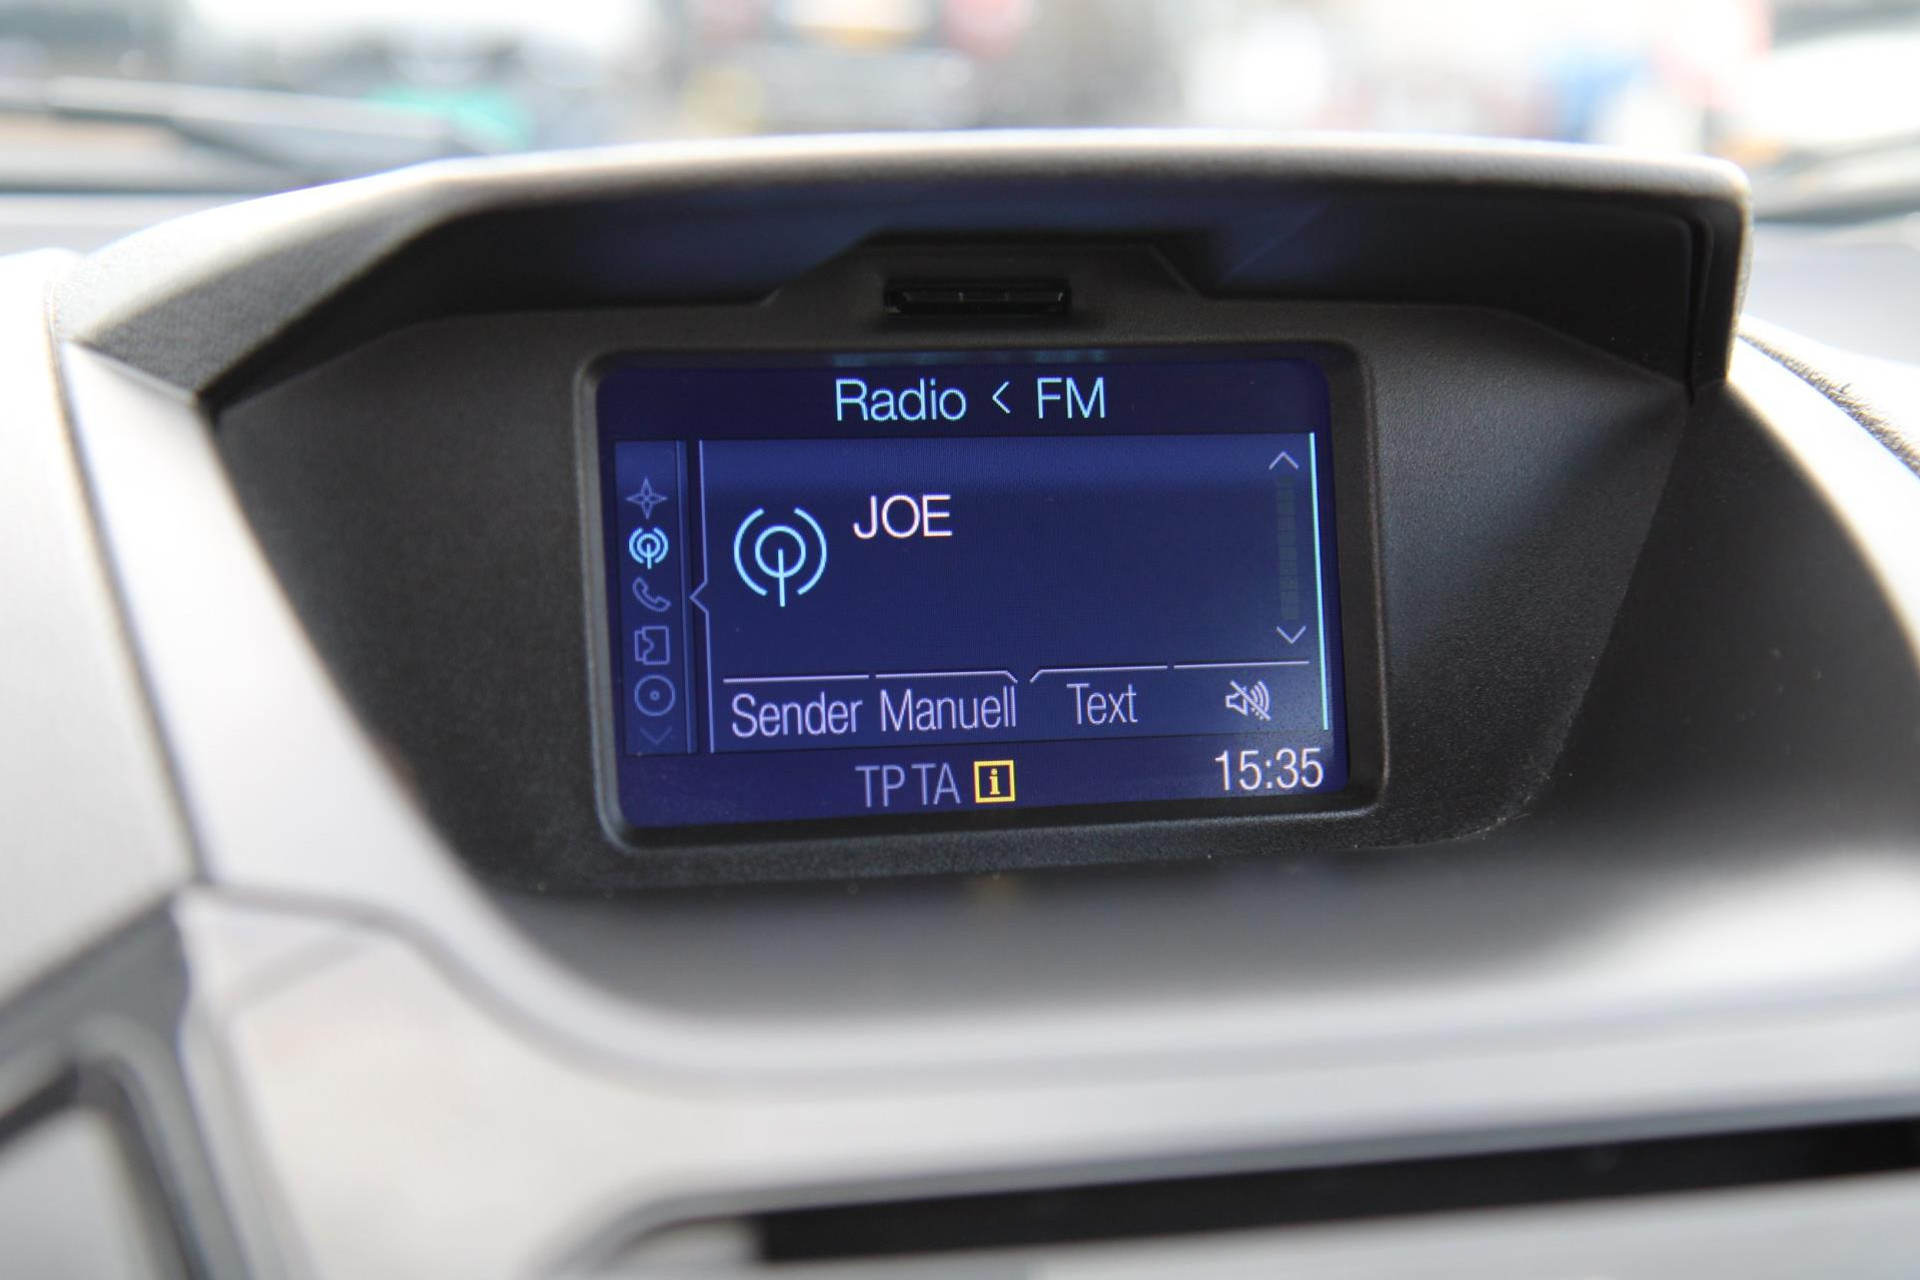 Radio < FM
JOE
Sender Manuell Text
TP TA i 15:35